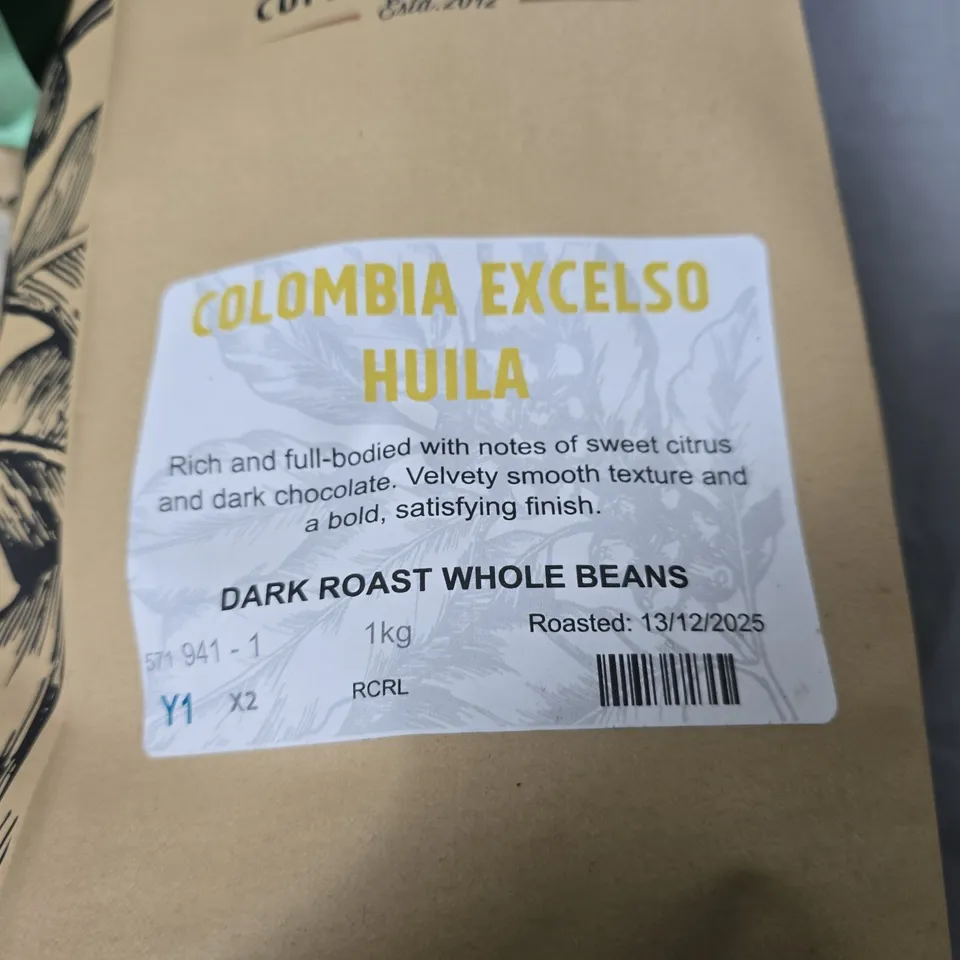 Estd. 2012
COLOMBIA EXCELSO
HUILA
Rich and full-bodied with notes of sweet citrus
and dark chocolate. Velvety smooth texture and
a bold, satisfying finish.
DARK ROAST WHOLE BEANS
571 941 - 1 1kg Roasted: 13/12/2025
Y1 X2 RCRL